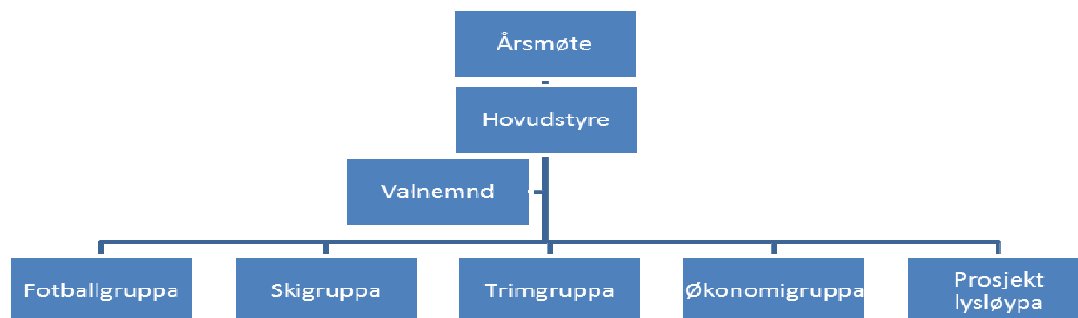 Årsmøte
Hovudstyre
Valnemnd
Fotballgruppa
Skigruppa
Trimgruppa
Økonomigruppa
Prosjekt
lysløypa